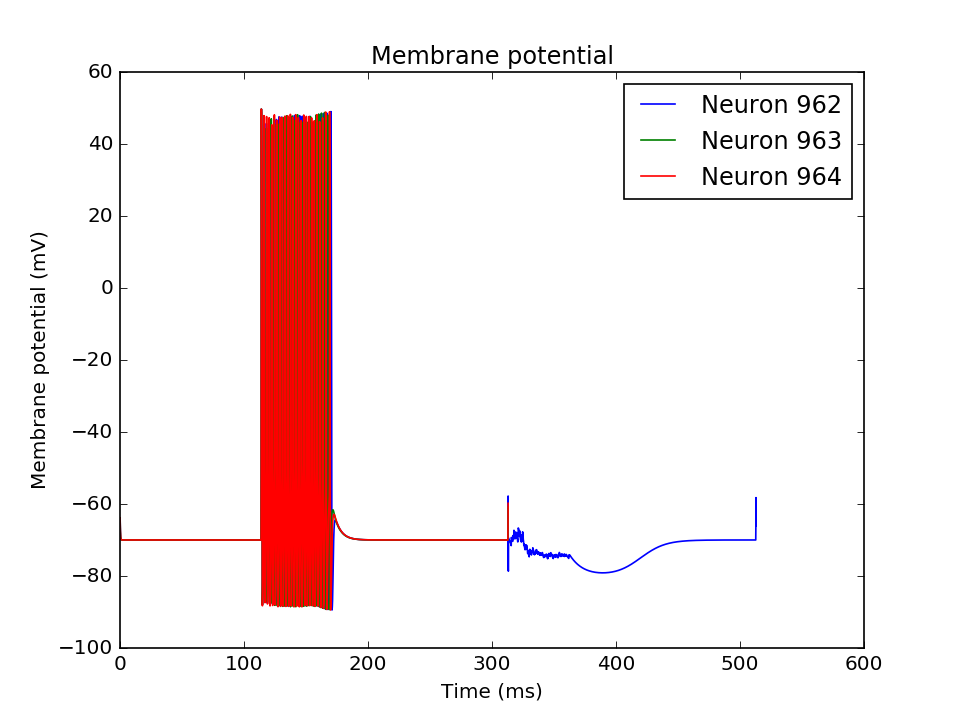 Membrane potential
Neuron 962
Neuron 963
Neuron 964
Membrane potential (mV)
60
40
20
0
−20
−40
−60
−80
−100
0 100 200 300 400 500 600
Time (ms)